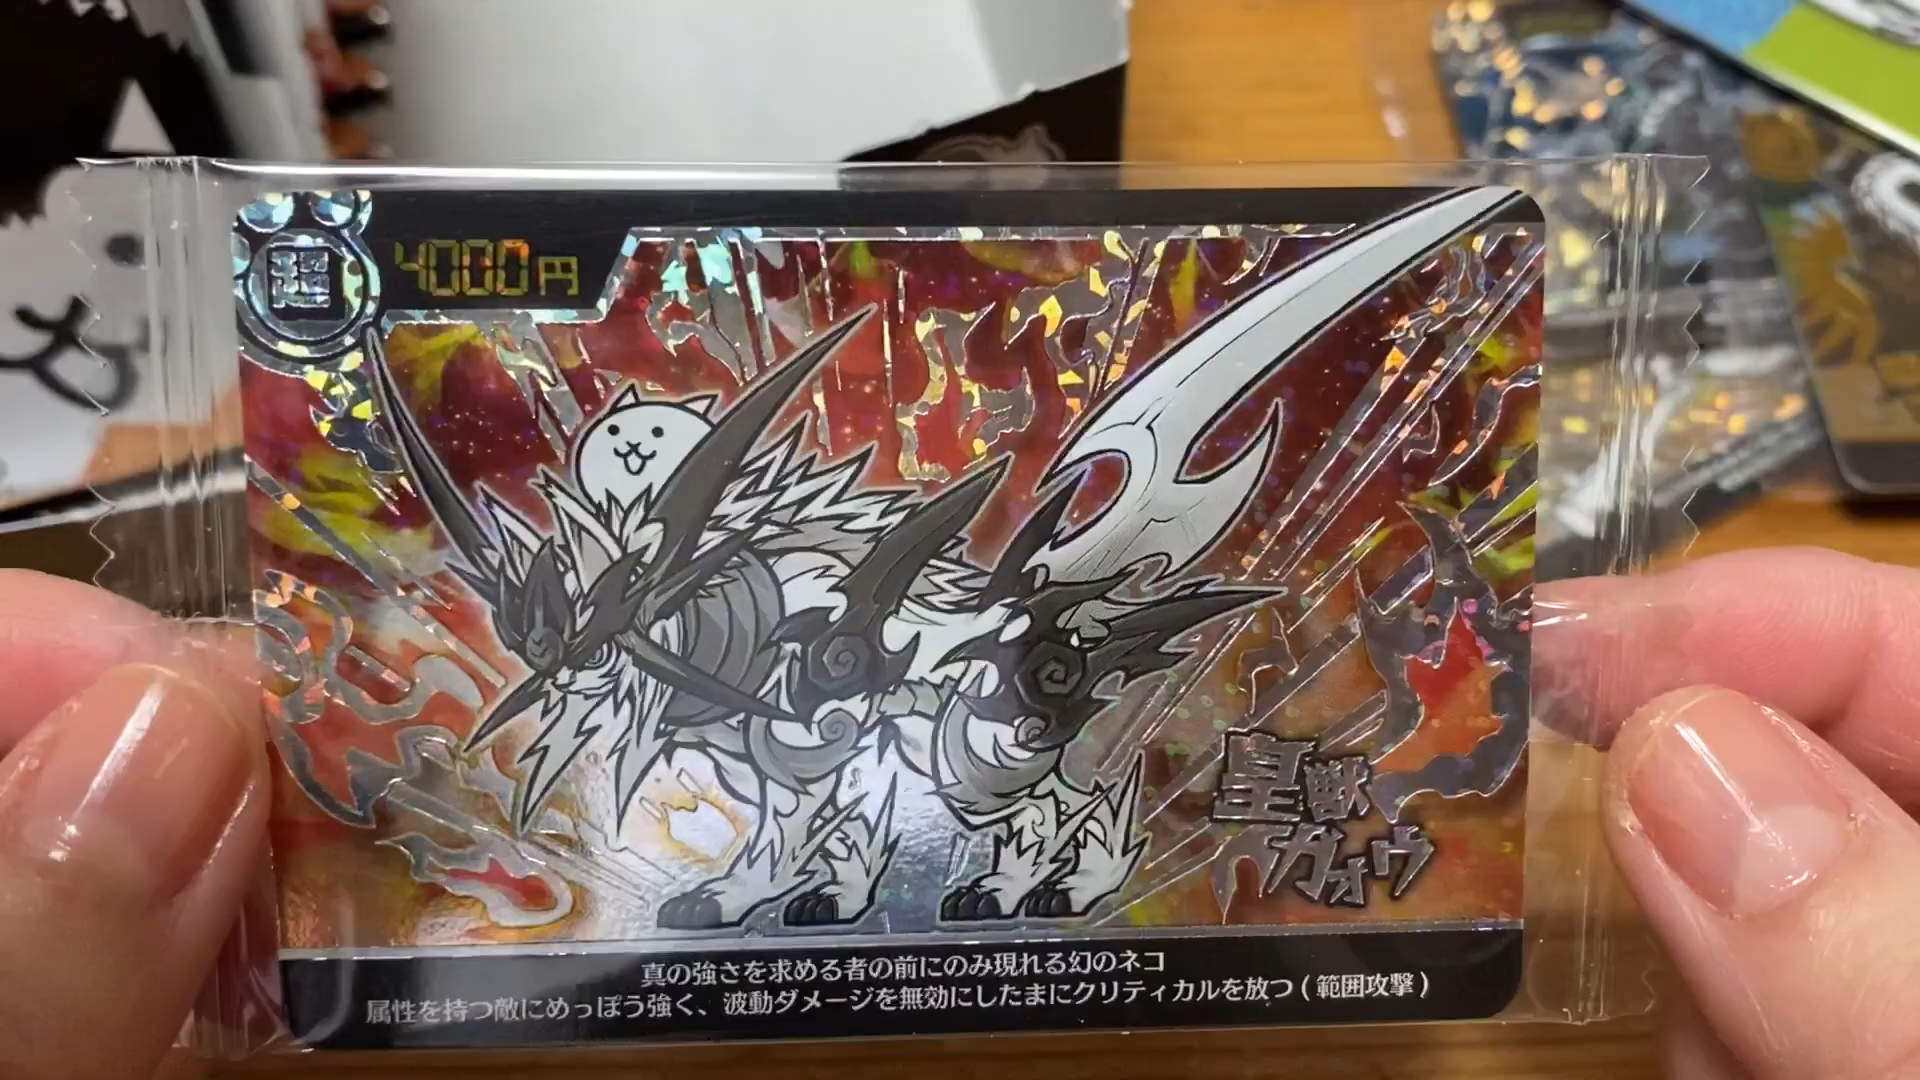 超
4000円
皇獣
ガオウ
真の強さを求める者の前にのみ現れる幻のネコ
属性を持つ敵にめっぽう強く、波動ダメージを無効にしたまにクリティカルを放つ(範囲攻撃)